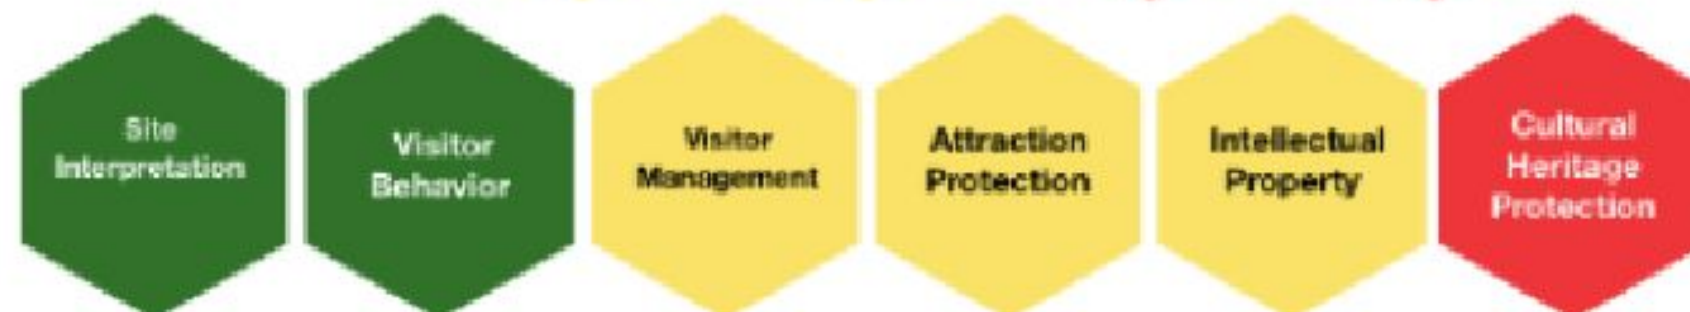 Site
Interpretation
Visitor
Behavior
Visitor
Management
Attraction
Protection
Intellectual
Property
Cultural
Heritage
Protection